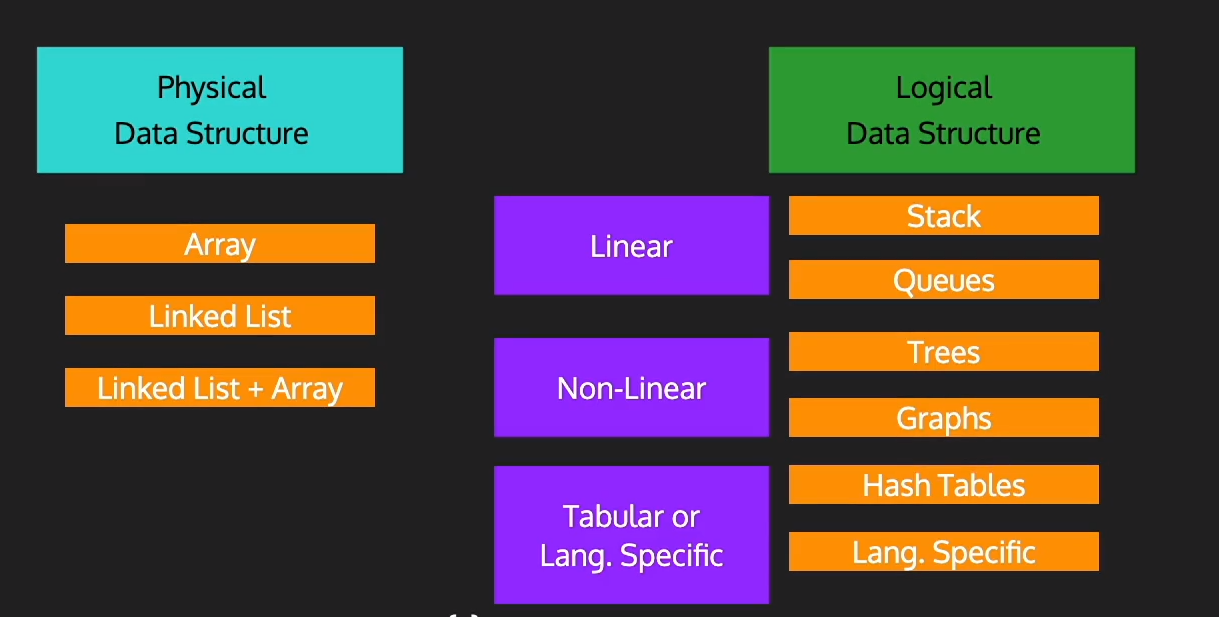 Physical
Data Structure
Logical
Data Structure
Array
Linked List
Linked List + Array
Linear
Stack
Queues
Non-Linear
Trees
Graphs
Tabular or
Lang. Specific
Hash Tables
Lang. Specific